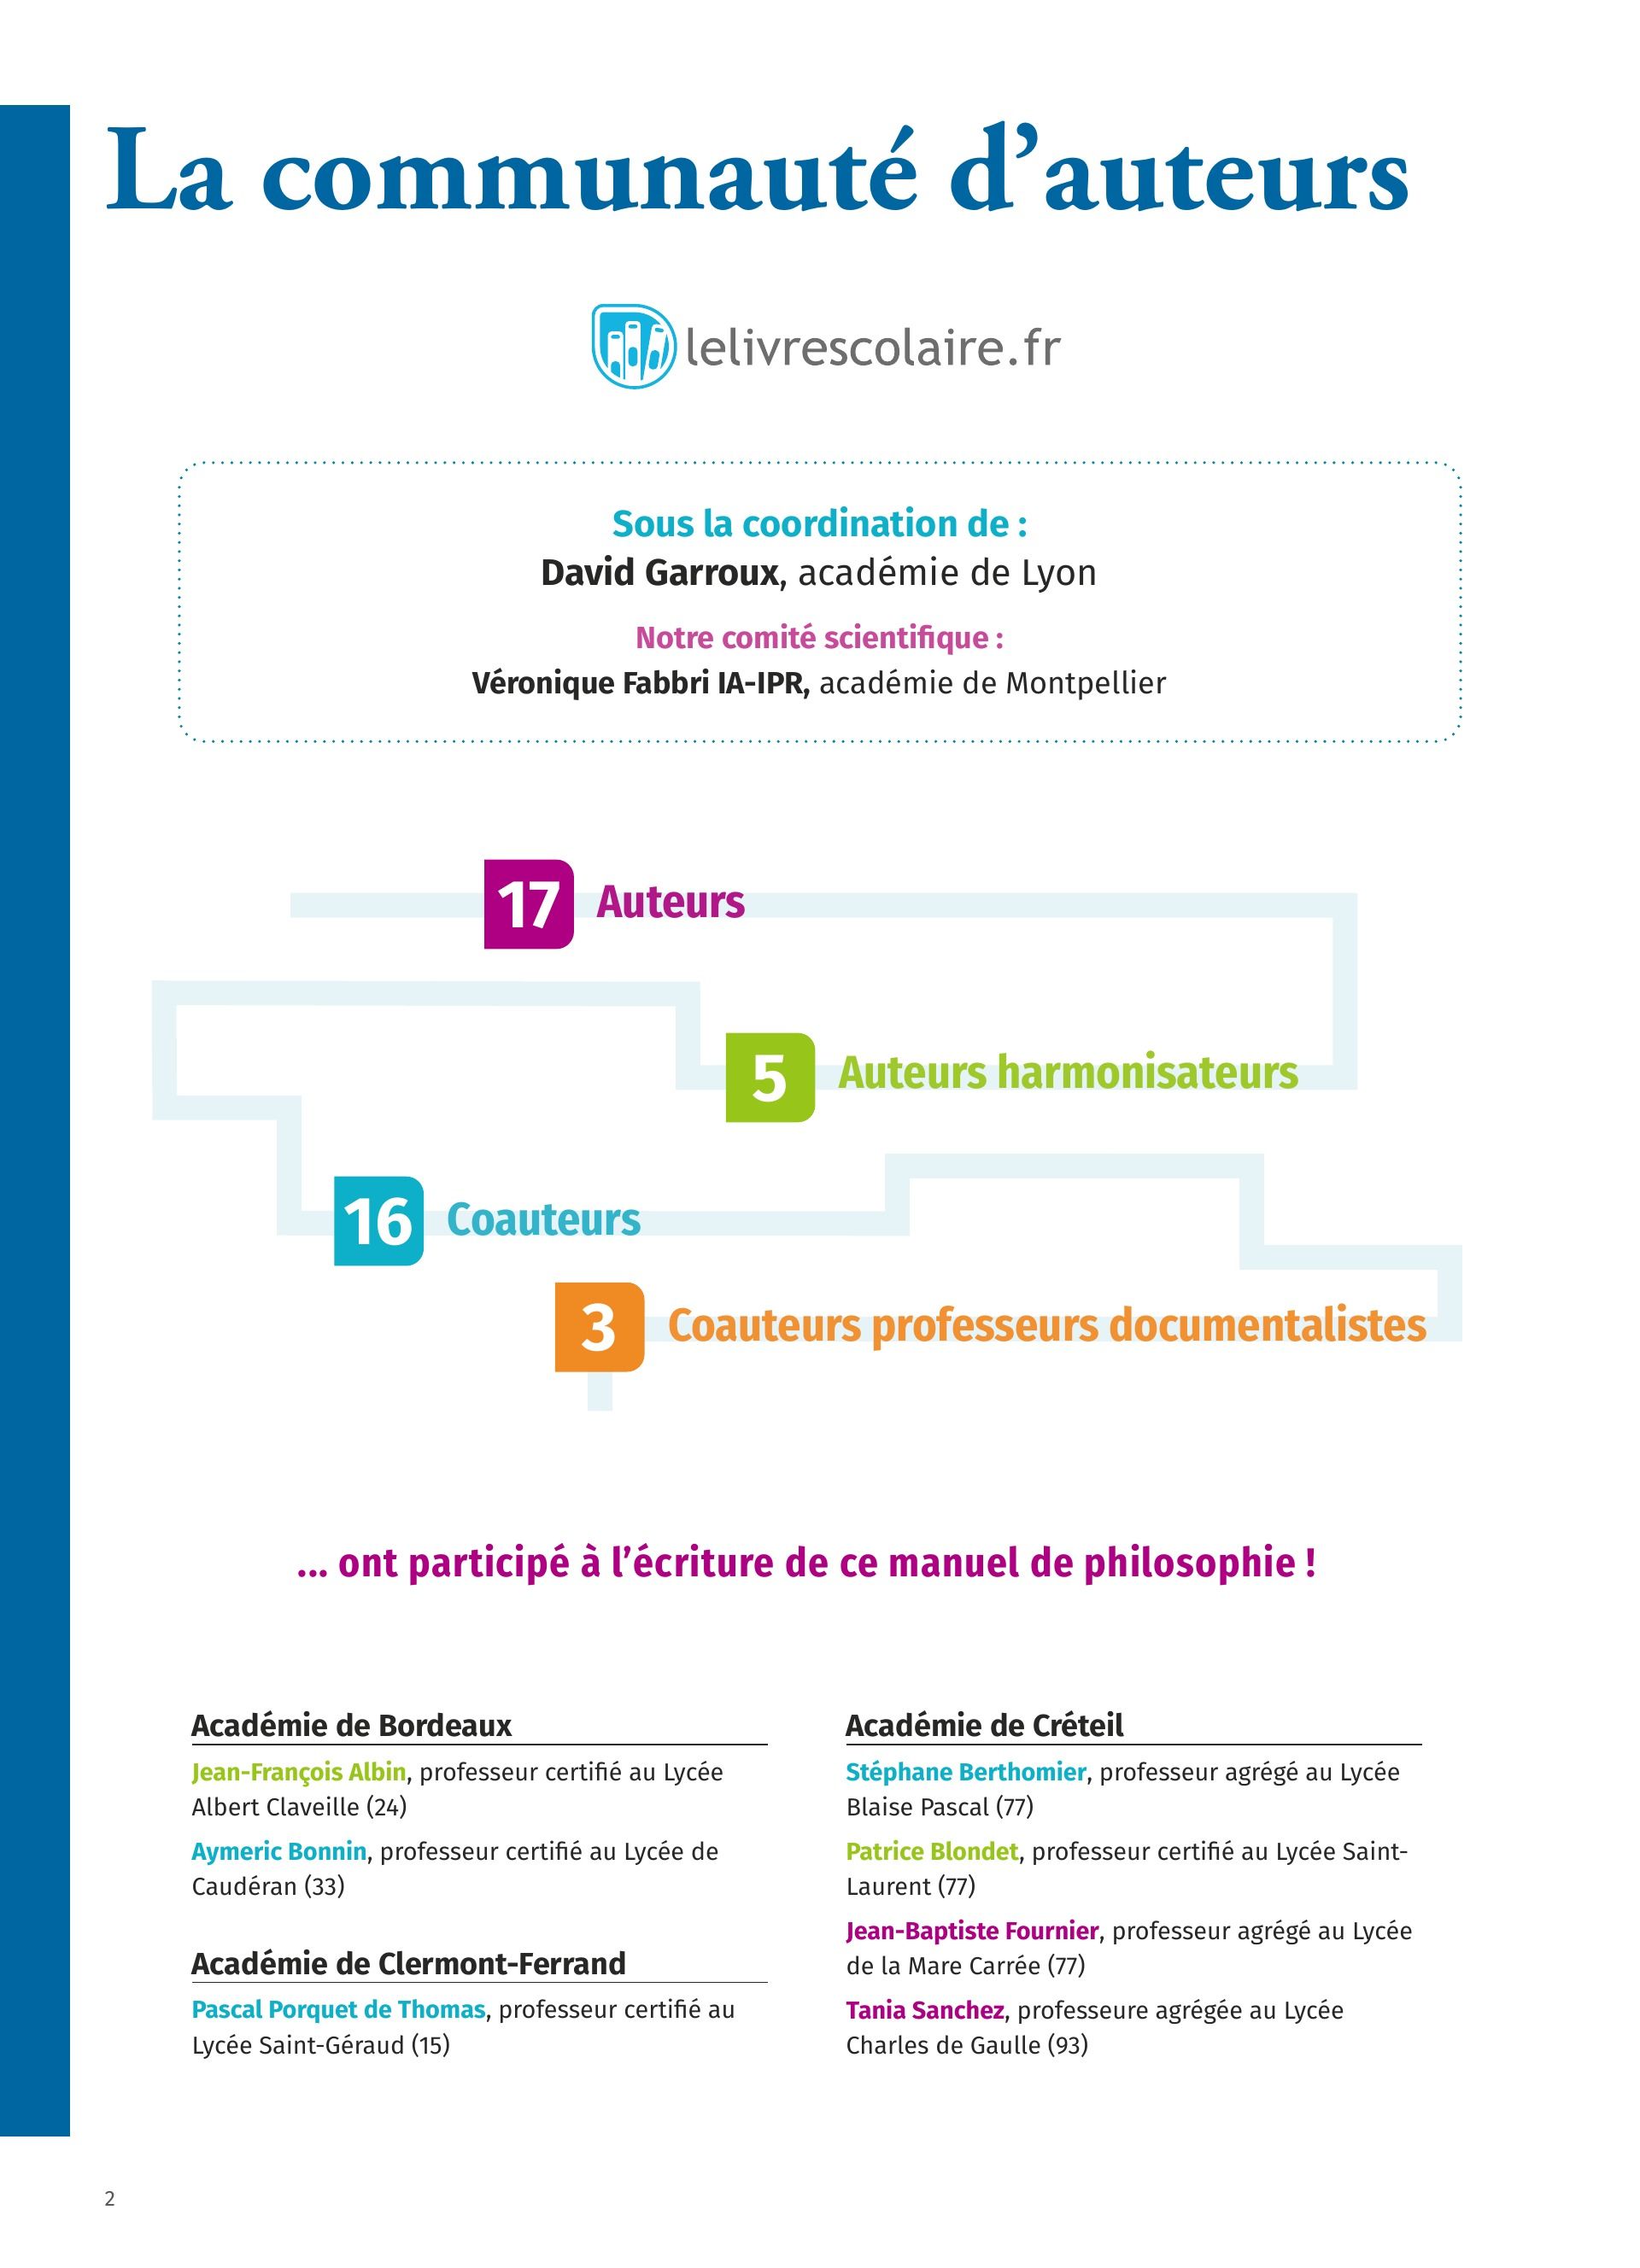 La communauté d’auteurs
lelivrescolaire.fr
Sous la coordination de :
David Garroux, académie de Lyon
Notre comité scientifique :
Véronique Fabbri IA-IPR, académie de Montpellier
17 Auteurs
5 Auteurs harmonisateurs
16 Coauteurs
3 Coauteurs professeurs documentalistes
... ont participé à l’écriture de ce manuel de philosophie !
Académie de Bordeaux
Jean-François Albin, professeur certifié au Lycée
Albert Claveille (24)
Aymeric Bonnin, professeur certifié au Lycée de
Caudéran (33)
Académie de Clermont-Ferrand
Pascal Porquet de Thomas, professeur certifié au
Lycée Saint-Géraud (15)
Académie de Créteil
Stéphane Berthomier, professeur agrégé au Lycée
Blaise Pascal (77)
Patrice Blondet, professeur certifié au Lycée Saint-
Laurent (77)
Jean-Baptiste Fournier, professeur agrégé au Lycée
de la Mare Carrée (77)
Tania Sanchez, professeure agrégée au Lycée
Charles de Gaulle (93)
2